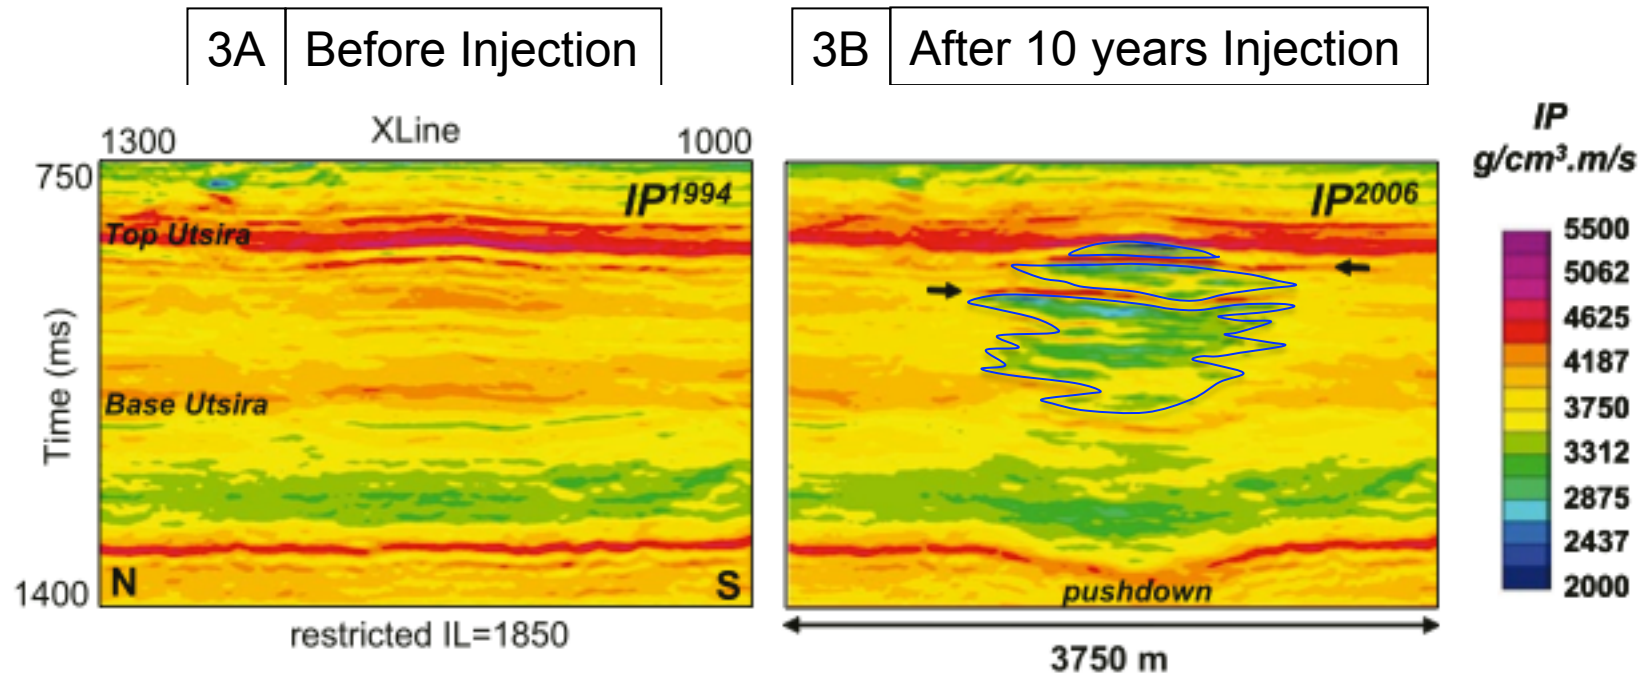 3A Before Injection
3B After 10 years Injection
1300 XLine 1000
750
IP1994
IP2006
Top Utsira
Base Utsira
Time (ms)
1400
N S
pushdown
restricted IL=1850
3750 m
IP
g/cm³.m/s
5500
5062
4625
4187
3750
3312
2875
2437
2000